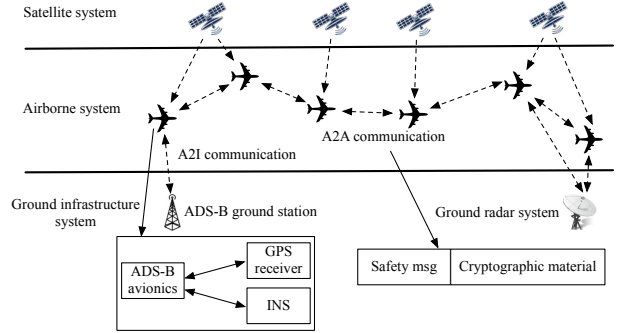 Satellite system
Airborne system
A2A communication
A2I communication
Ground infrastructure
system
ADS-B ground station
Ground radar system
ADS-B
avionics
GPS
receiver
INS
Safety msg
Cryptographic material